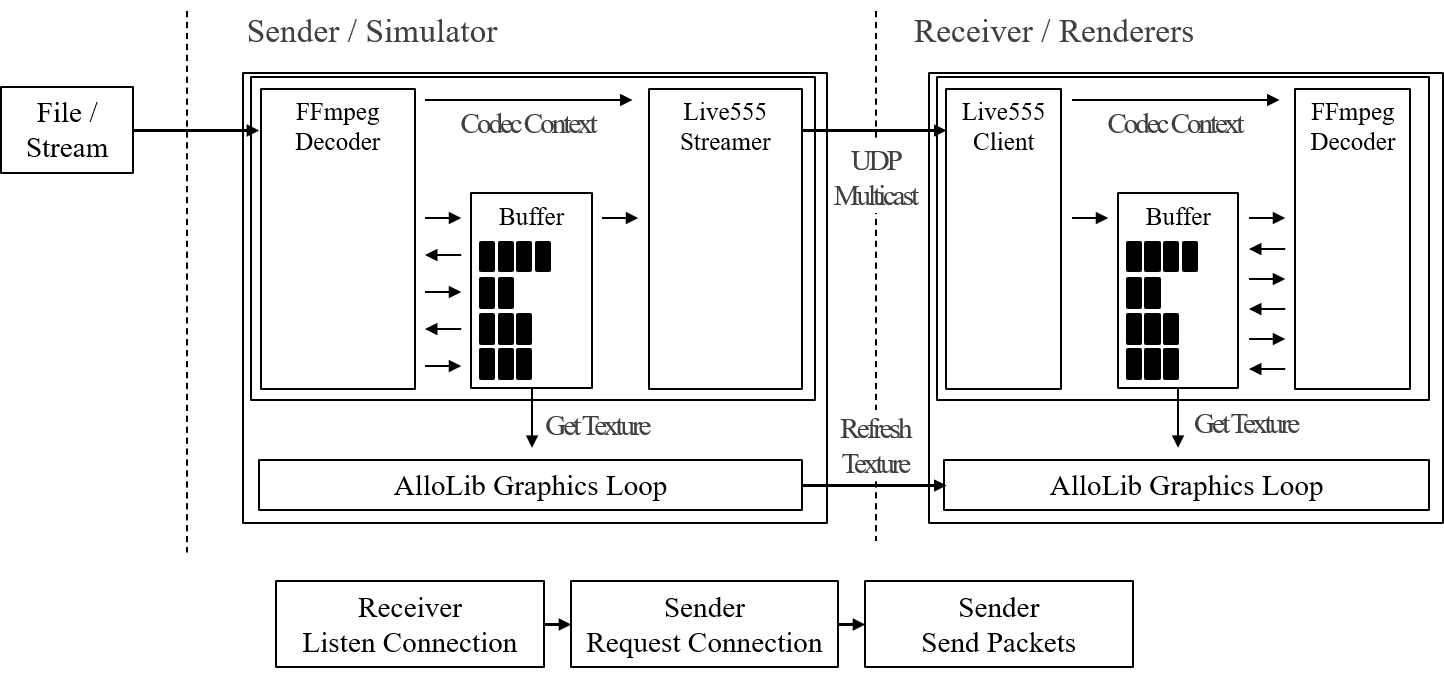 Sender / Simulator
Receiver / Renderers
File /
Stream
FFmpeg
Decoder
Codec Context
Live555
Streamer
Buffer
Get Texture
AlloLib Graphics Loop
UDP
Multicast
Refresh
Texture
Live555
Client
Codec Context
FFmpeg
Decoder
Buffer
Get Texture
AlloLib Graphics Loop
Receiver
Listen Connection
Sender
Request Connection
Sender
Send Packets